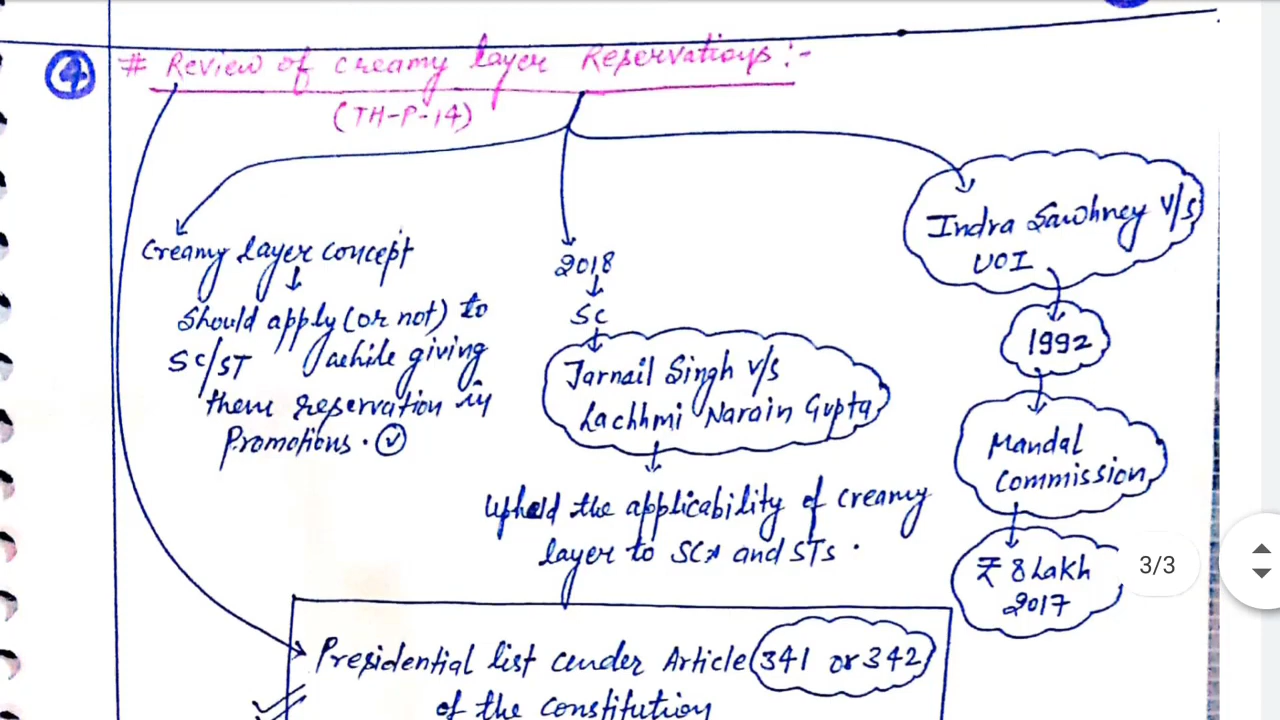 4 # Review of creamy layer Reservations:-
(TH-P-14)
Creamy layer concept
Should apply (or not) to
SC/ST while giving
them reservation in
Promotions.
2018
SC
Jarnail Singh v/s
Lachhmi Narain Gupta
Upheld the applicability of creamy
layer to SCs and STs.
Indra Sawhney v/s
UOI
1992
Mandal
Commission
₹ 8 Lakh
2017
3/3
Presidential list under Article 341 or 342
of the constitution